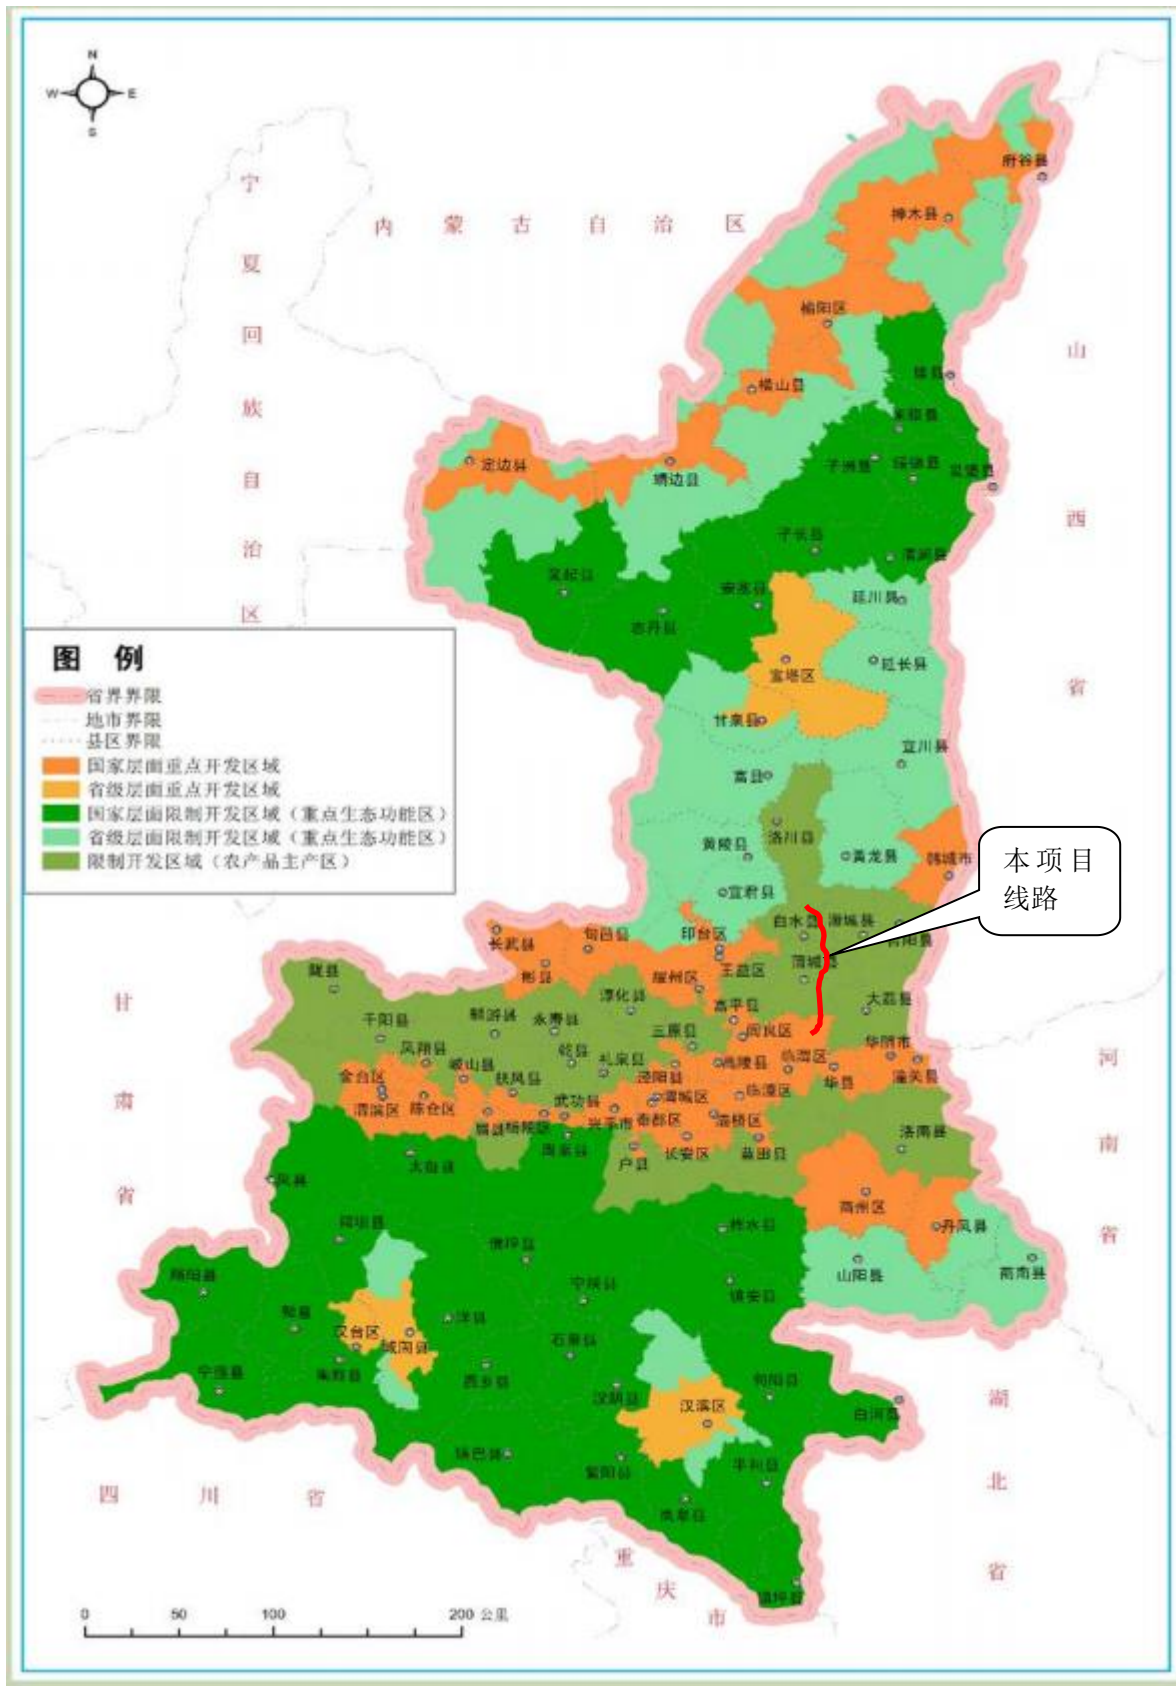 N
W
E
S
宁夏回族自治区
内蒙古自治区
山西省
河南省
湖北省
重庆市
四川省
甘肃省
府谷县
神木县
榆阳区
横山县
定边县
靖边县
子洲县
绥德县
子长县
清涧县
吴起县
安塞县
志丹县
延川县
延长县
宝塔区
甘泉县
宜川县
富县
洛川县
黄陵县
黄龙县
韩城市
宜君县
图 例
省界界限
地市界限
县区界限
国家层面重点开发区域
省级层面重点开发区域
国家层面限制开发区域（重点生态功能区）
省级层面限制开发区域（重点生态功能区）
限制开发区域（农产品主产区）
本项目
线路
白水县
澄城县
合阳县
蒲城县
长武县
旬邑县
印台区
王益区
彬县
耀州区
陇县
淳化县
富平县
大荔县
千阳县
麟游县
永寿县
三原县
阎良区
凤翔县
乾县
礼泉县
临渭区
华阴市
岐山县
泾阳县
高陵县
华县
潼关县
金台区
扶风县
渭滨区
陈仓区
武功县
渭城区
临潼区
眉县
杨陵区
兴平市
秦都区
灞桥区
周至县
户县
长安区
蓝田县
洛南县
太白县
凤县
商州区
丹凤县
柞水县
山阳县
商南县
佛坪县
宁陕县
镇安县
略阳县
勉县
汉台区
城固县
洋县
石泉县
宁强县
西乡县
汉阴县
汉滨区
旬阳县
白河县
镇巴县
紫阳县
平利县
岚皋县
镇坪县
0
50
100
200 公里